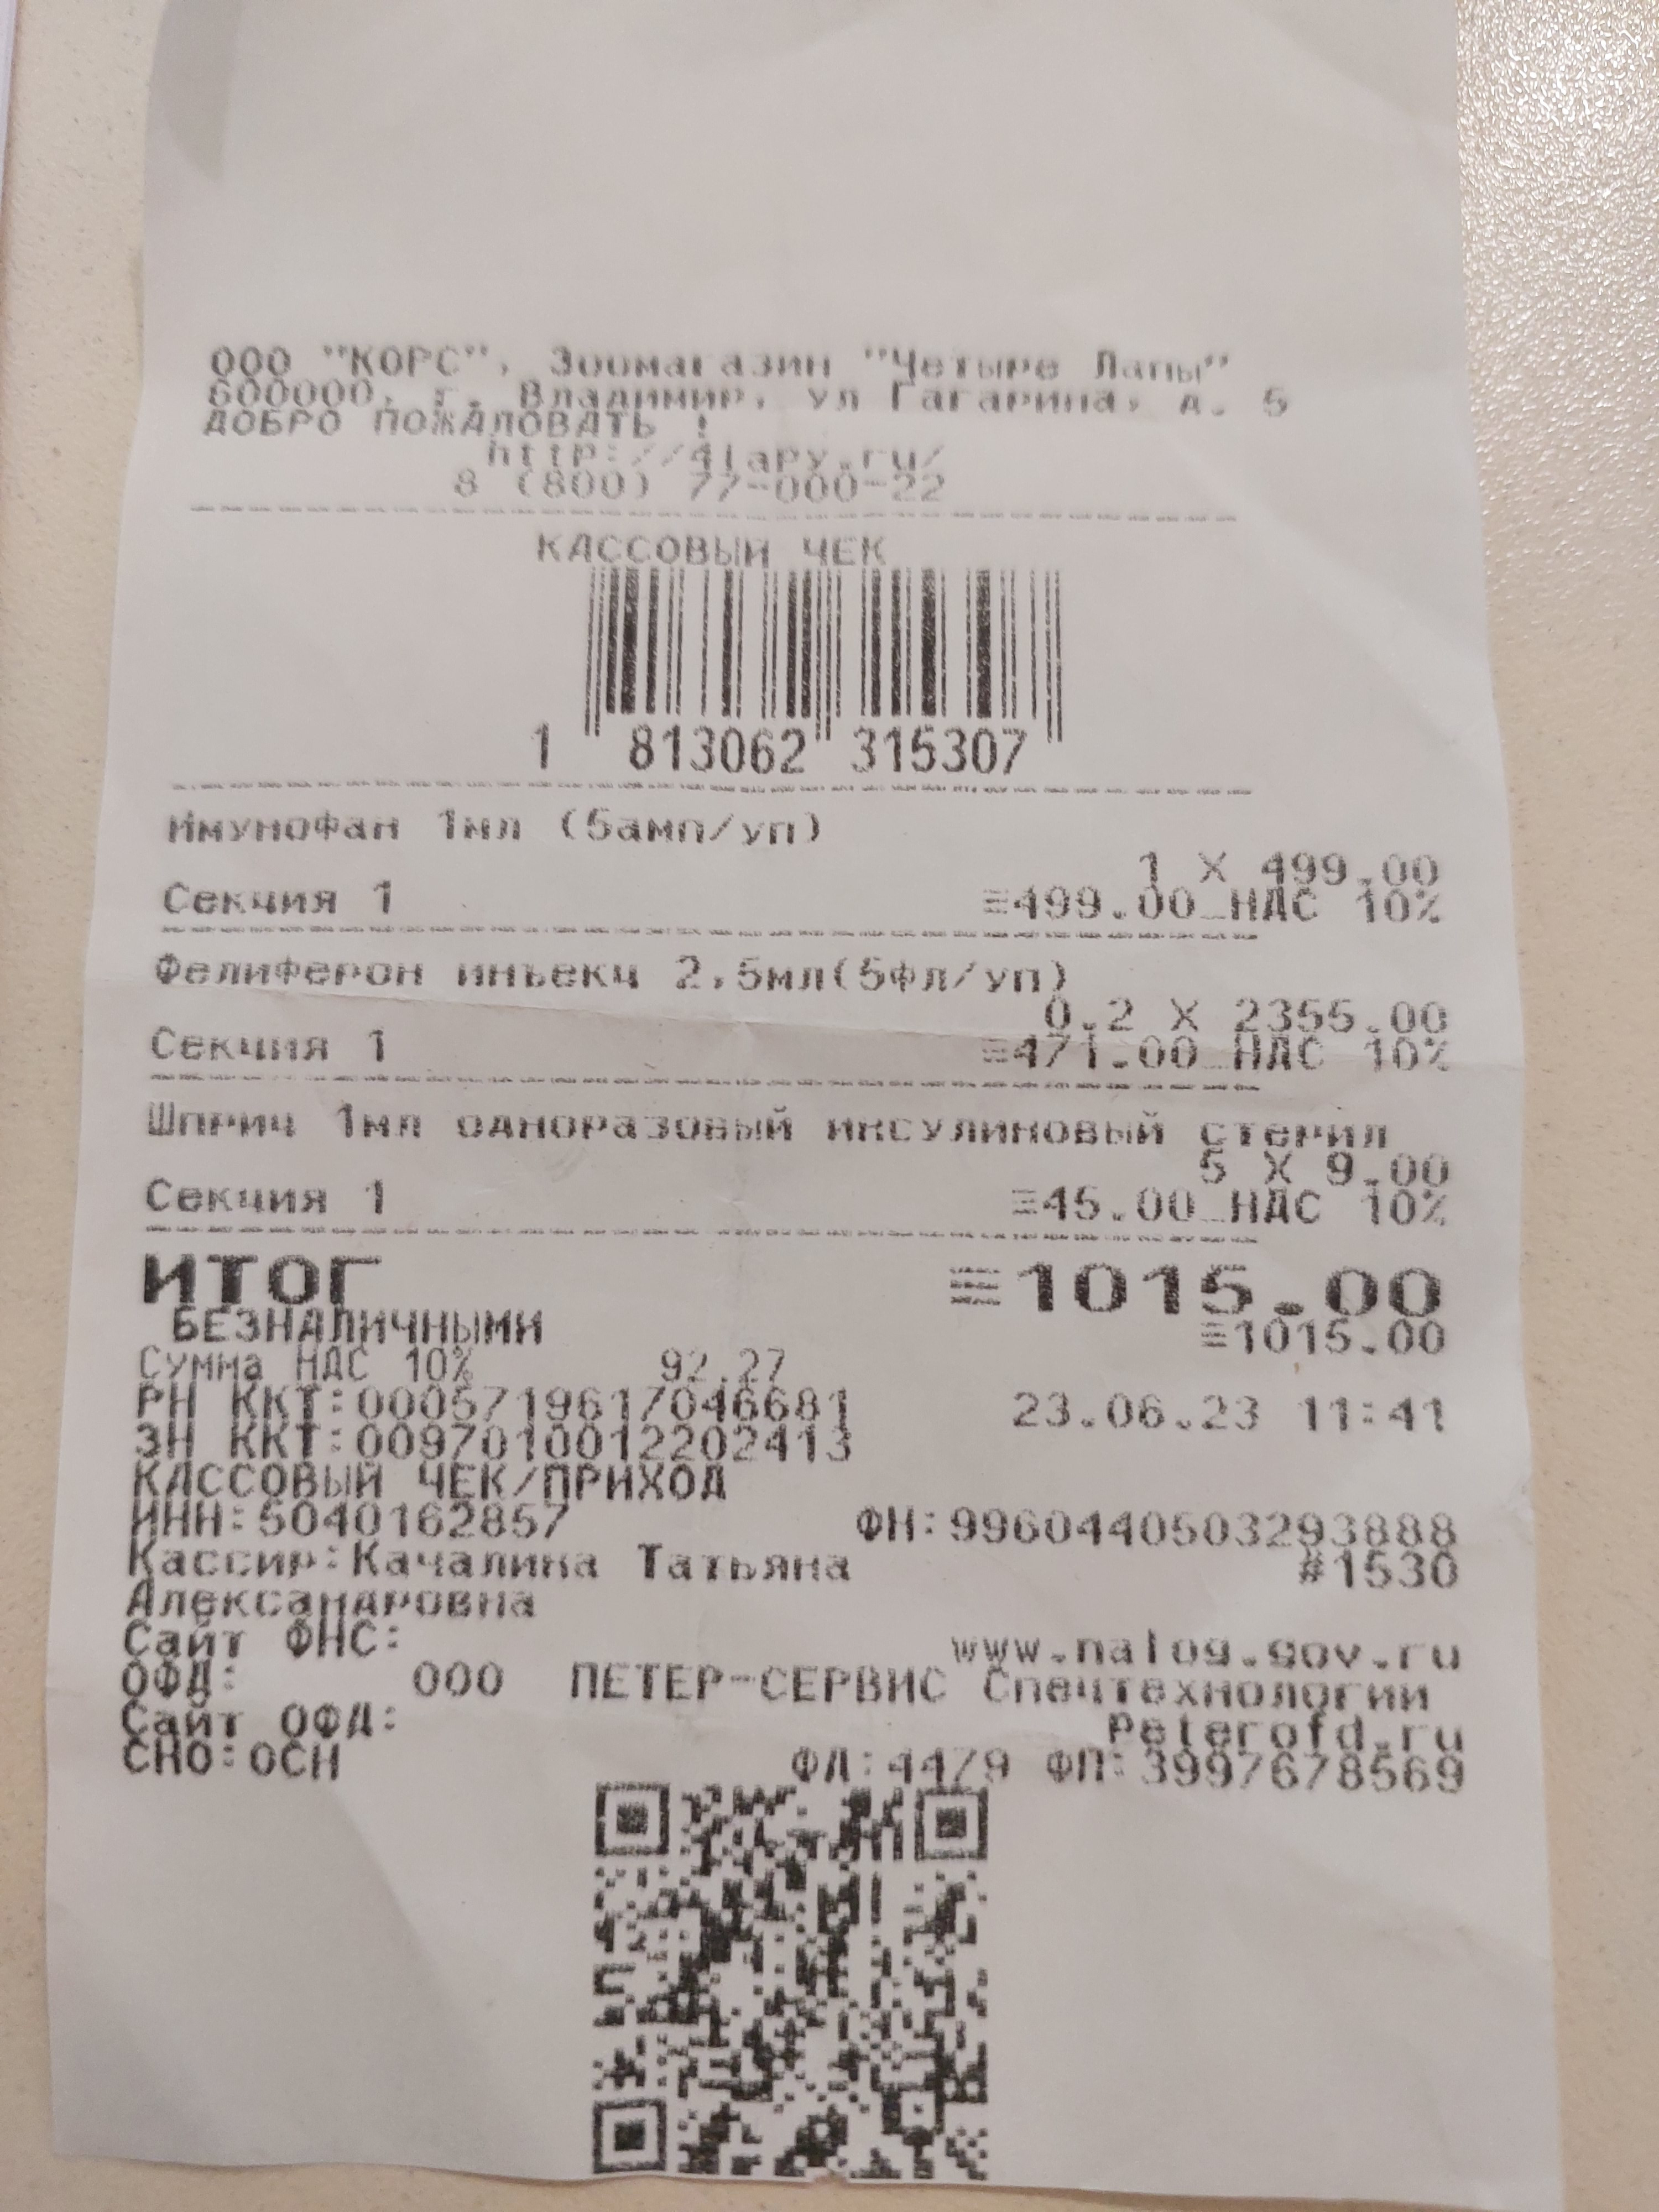 ООО "КОРС", Зоомагазин "Четыре Лапы"
600000, г. Владимир, ул Гагарина, д. 5
ДОБРО ПОЖАЛОВАТЬ !
http://4lapy.ru/
8 (800) 77-000-22
КАССОВЫЙ ЧЕК
1 813062 315307
Имунофан 1мл (5амп/уп)
1 X 499.00
Секция 1 ≡499.00_НДС 10%
Фелиферон инъекц 2,5мл(5фл/уп)
0.2 X 2355.00
Секция 1 ≡471.00_НДС 10%
Шприц 1мл одноразовый инсулиновый стерил
5 X 9.00
Секция 1 ≡45.00_НДС 10%
ИТОГ ≡1015.00
БЕЗНАЛИЧНЫМИ ≡1015.00
Сумма НДС 10% 92.27
РН ККТ:0005719617046681 23.06.23 11:41
ЗН ККТ:0097010012202413
КАССОВЫЙ ЧЕК/ПРИХОД
ИНН:5040162857 ФН:9960440503293888
Кассир:Качалина Татьяна #1530
Александровна
Сайт ФНС: www.nalog.gov.ru
ОФД: ООО ПЕТЕР-СЕРВИС Спецтехнологии
Сайт ОФД: Peterofd.ru
СНО:ОСН ФД:4479 ФП:3997678569